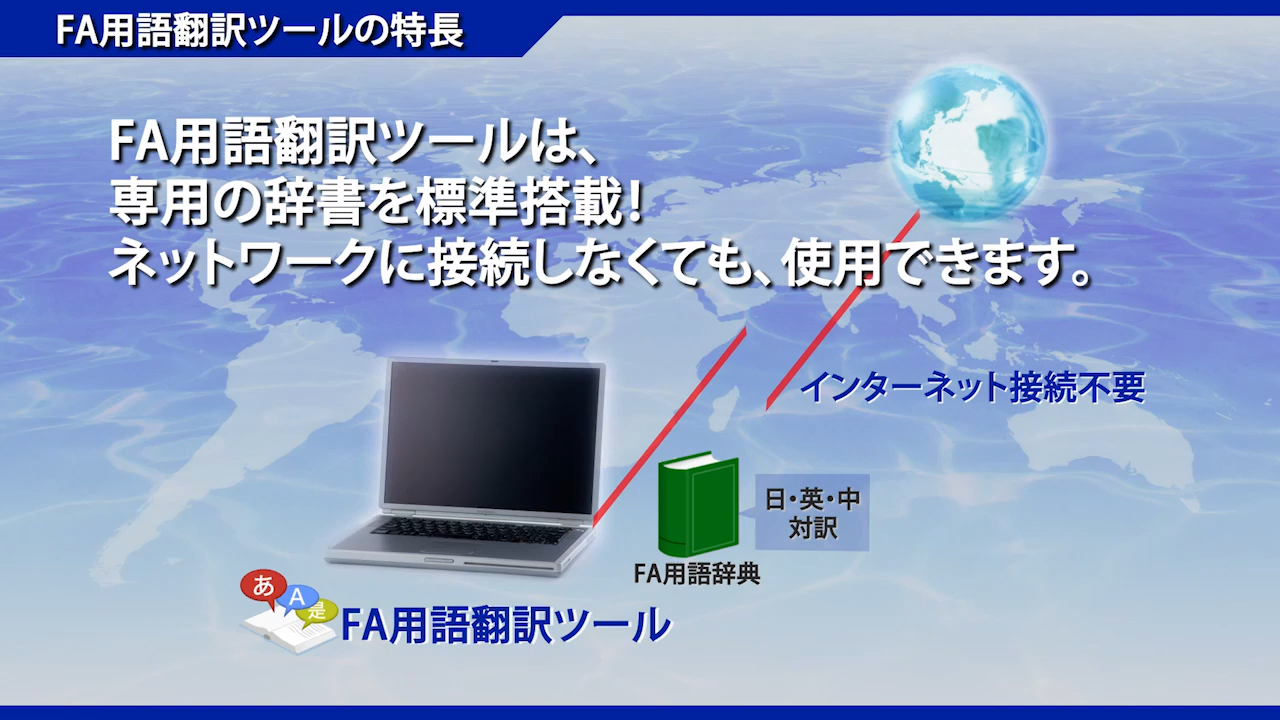 FA用語翻訳ツールの特長
FA用語翻訳ツールは、
専用の辞書を標準搭載！
ネットワークに接続しなくても、使用できます。
インターネット接続不要
日・英・中
対訳
FA用語辞典
あ
A
是
FA用語翻訳ツール